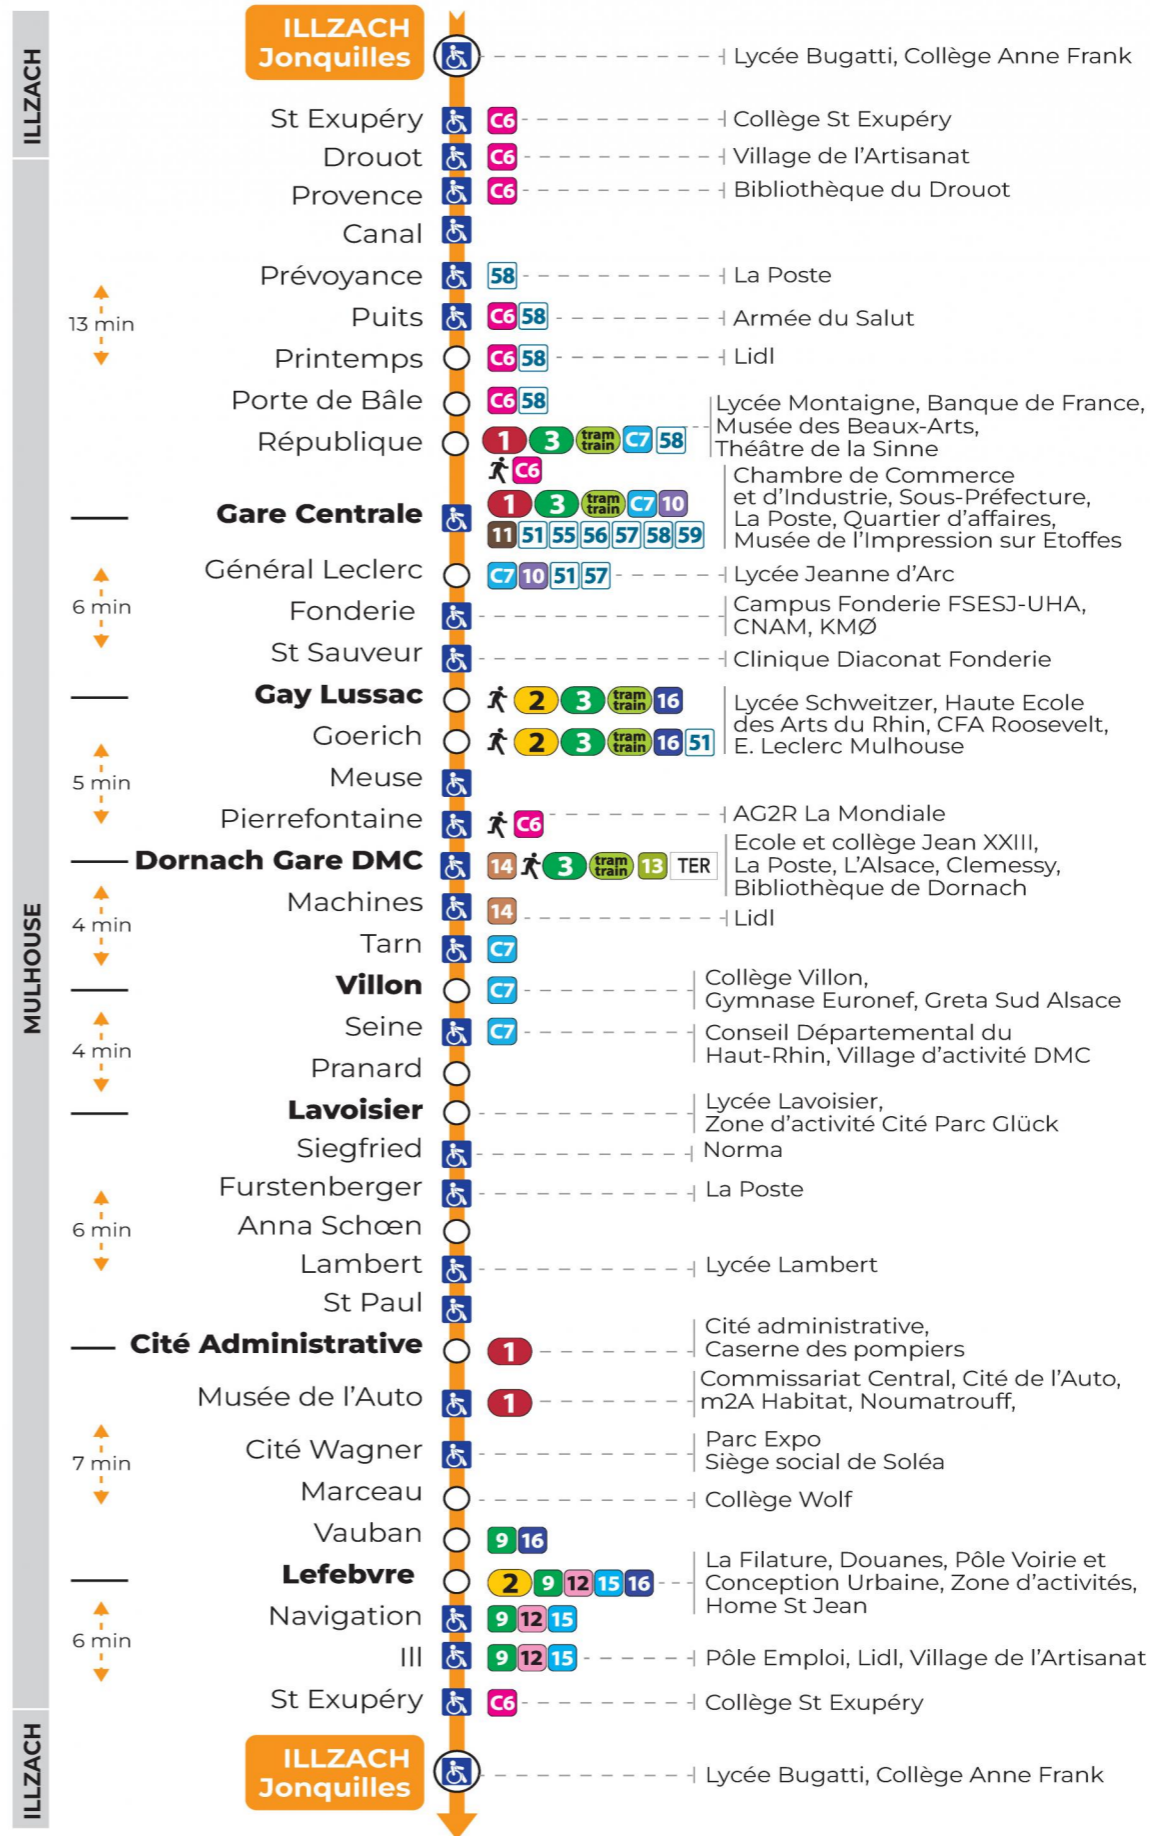 ILLZACH
Jonquilles
Lycée Bugatti, Collège Anne Frank
ILLZACH
St Exupéry C6 Collège St Exupéry
Drouot C6 Village de l'Artisanat
Provence C6 Bibliothèque du Drouot
Canal
Prévoyance 58 La Poste
13 min
Puits C6 58 Armée du Salut
Printemps C6 58 Lidl
Porte de Bâle C6 58
République 1 3 tram train C7 58
Lycée Montaigne, Banque de France,
Musée des Beaux-Arts,
Théâtre de la Sinne
C6
Gare Centrale 1 3 tram train C7 10
11 51 55 56 57 58 59
Chambre de Commerce
et d'Industrie, Sous-Préfecture,
La Poste, Quartier d'affaires,
Musée de l'Impression sur Etoffes
Général Leclerc C7 10 51 57 Lycée Jeanne d'Arc
6 min
Fonderie
Campus Fonderie FSESJ-UHA,
CNAM, KMØ
St Sauveur Clinique Diaconat Fonderie
Gay Lussac 2 3 tram train 16
Goerich 2 3 tram train 16 51
Lycée Schweitzer, Haute Ecole
des Arts du Rhin, CFA Roosevelt,
E. Leclerc Mulhouse
5 min
Meuse
Pierrefontaine C6 AG2R La Mondiale
Dornach Gare DMC 14 3 tram train 13 TER
Ecole et collège Jean XXIII,
La Poste, L'Alsace, Clemessy,
Bibliothèque de Dornach
MULHOUSE
4 min
Machines 14 Lidl
Tarn C7
Villon C7
Collège Villon,
Gymnase Euronef, Greta Sud Alsace
4 min
Seine C7
Conseil Départemental du
Haut-Rhin, Village d'activité DMC
Pranard
Lavoisier
Lycée Lavoisier,
Zone d'activité Cité Parc Glück
Siegfried Norma
Furstenberger La Poste
6 min
Anna Schœn
Lambert Lycée Lambert
St Paul
Cité Administrative 1
Cité administrative,
Caserne des pompiers
Musée de l'Auto 1
Commissariat Central, Cité de l'Auto,
m2A Habitat, Noumatrouff,
7 min
Cité Wagner
Parc Expo
Siège social de Soléa
Marceau Collège Wolf
Vauban 9 16
Lefebvre 2 9 12 15 16
La Filature, Douanes, Pôle Voirie et
Conception Urbaine, Zone d'activités,
Home St Jean
6 min
Navigation 9 12 15
Ill 9 12 15 Pôle Emploi, Lidl, Village de l'Artisanat
St Exupéry C6 Collège St Exupéry
ILLZACH
ILLZACH
Jonquilles
Lycée Bugatti, Collège Anne Frank